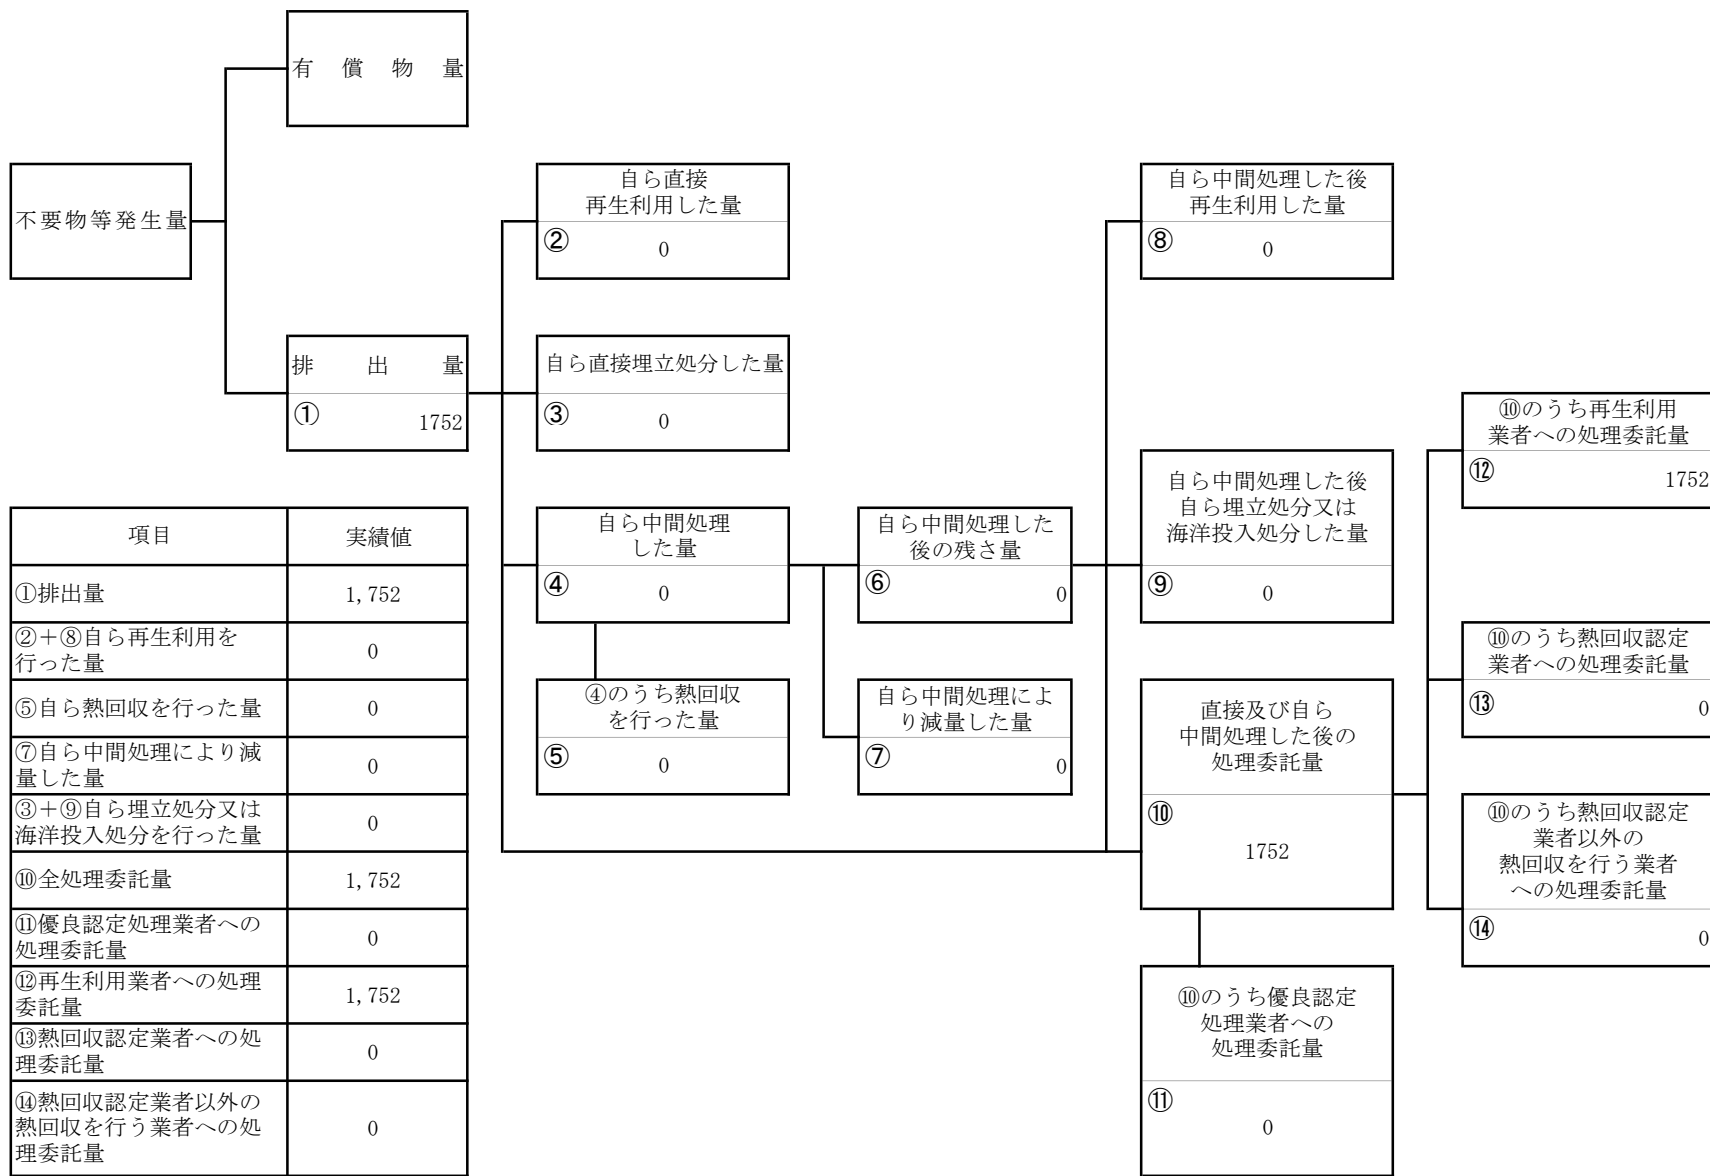 有償物量
不要物等発生量
排出量
①
1752
自ら直接
再生利用した量
②
0
自ら直接埋立処分した量
③
0
自ら中間処理
した量
④
0
④のうち熱回収
を行った量
⑤
0
自ら中間処理した
後の残さ量
⑥
0
自ら中間処理によ
り減量した量
⑦
0
自ら中間処理した後
再生利用した量
⑧
0
自ら中間処理した後
自ら埋立処分又は
海洋投入処分した量
⑨
0
直接及び自ら
中間処理した後の
処理委託量
⑩
1752
⑩のうち優良認定
処理業者への
処理委託量
⑪
0
⑩のうち再生利用
業者への処理委託量
⑫
1752
⑩のうち熱回収認定
業者への処理委託量
⑬
0
⑩のうち熱回収認定
業者以外の
熱回収を行う業者
への処理委託量
⑭
0
項目 実績値
①排出量 1,752
②＋⑧自ら再生利用を
行った量 0
⑤自ら熱回収を行った量 0
⑦自ら中間処理により減
量した量 0
③＋⑨自ら埋立処分又は
海洋投入処分を行った量 0
⑩全処理委託量 1,752
⑪優良認定処理業者への
処理委託量 0
⑫再生利用業者への処理
委託量 1,752
⑬熱回収認定業者への処
理委託量 0
⑭熱回収認定業者以外の
熱回収を行う業者への処
理委託量 0